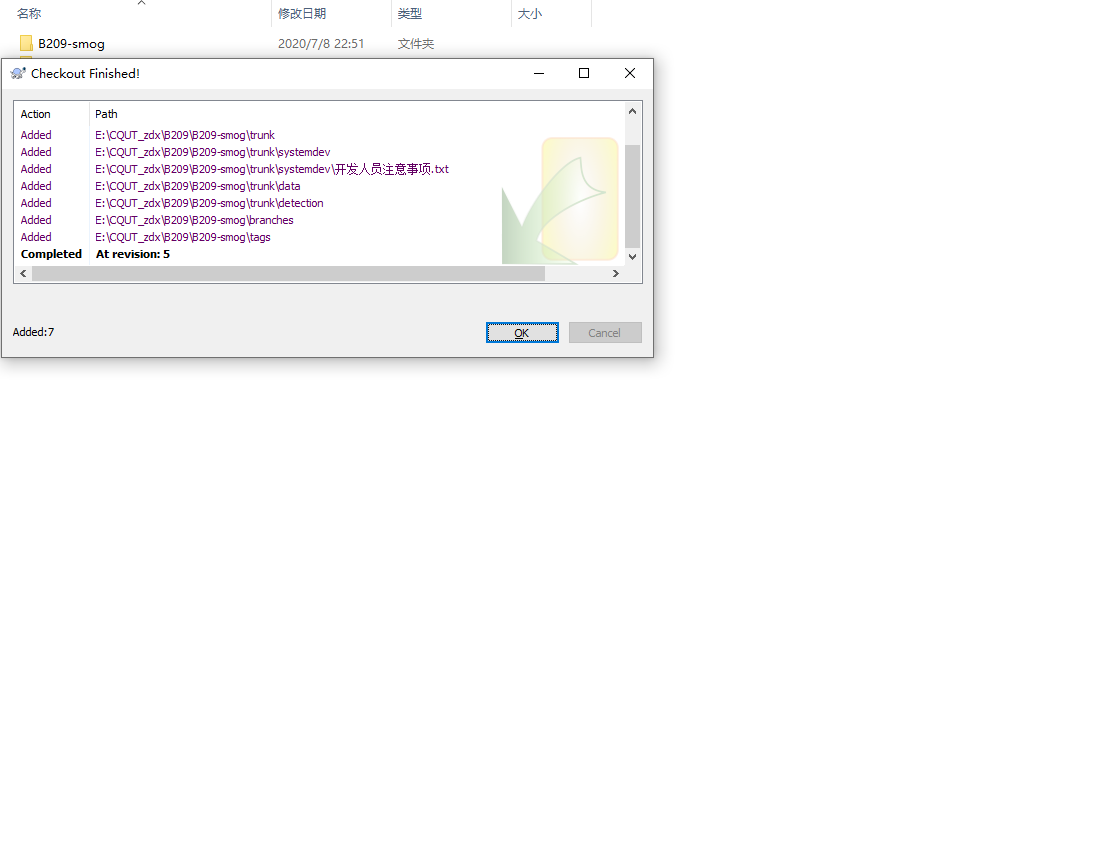 名称 修改日期 类型 大小
B209-smog 2020/7/8 22:51 文件夹
Checkout Finished!
Action Path
Added E:\CQUT_zdx\B209\B209-smog\trunk
Added E:\CQUT_zdx\B209\B209-smog\trunk\systemdev
Added E:\CQUT_zdx\B209\B209-smog\trunk\systemdev\开发人员注意事项.txt
Added E:\CQUT_zdx\B209\B209-smog\trunk\data
Added E:\CQUT_zdx\B209\B209-smog\trunk\detection
Added E:\CQUT_zdx\B209\B209-smog\branches
Added E:\CQUT_zdx\B209\B209-smog\tags
Completed At revision: 5
Added:7
OK Cancel